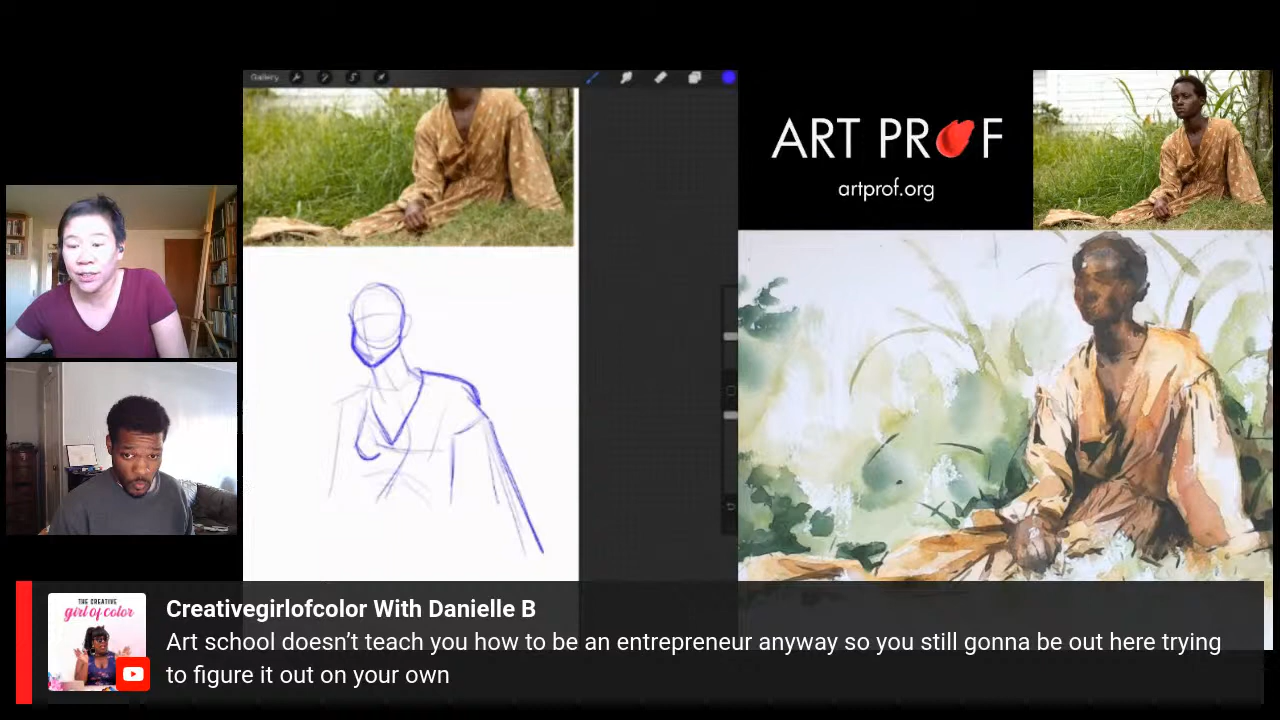 Gallery
ART PROF
artprof.org
THE CREATIVE
girl of color
Creativegirlofcolor With Danielle B
Art school doesn’t teach you how to be an entrepreneur anyway so you still gonna be out here trying
to figure it out on your own